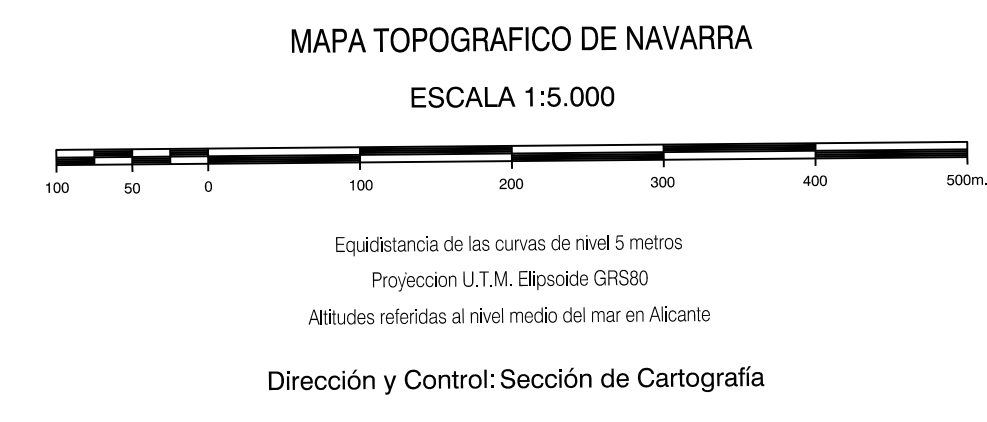 MAPA TOPOGRAFICO DE NAVARRA
ESCALA 1:5.000
100 50 0 100 200 300 400 500m.
Equidistancia de las curvas de nivel 5 metros
Proyeccion U.T.M. Elipsoide GRS80
Altitudes referidas al nivel medio del mar en Alicante
Dirección y Control: Sección de Cartografía